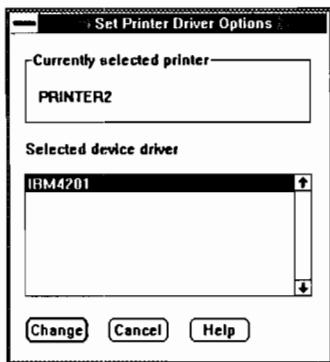 Set Printer Driver Options
Currently selected printer
PRINTER2
Selected device driver
IBM4201
Change
Cancel
Help